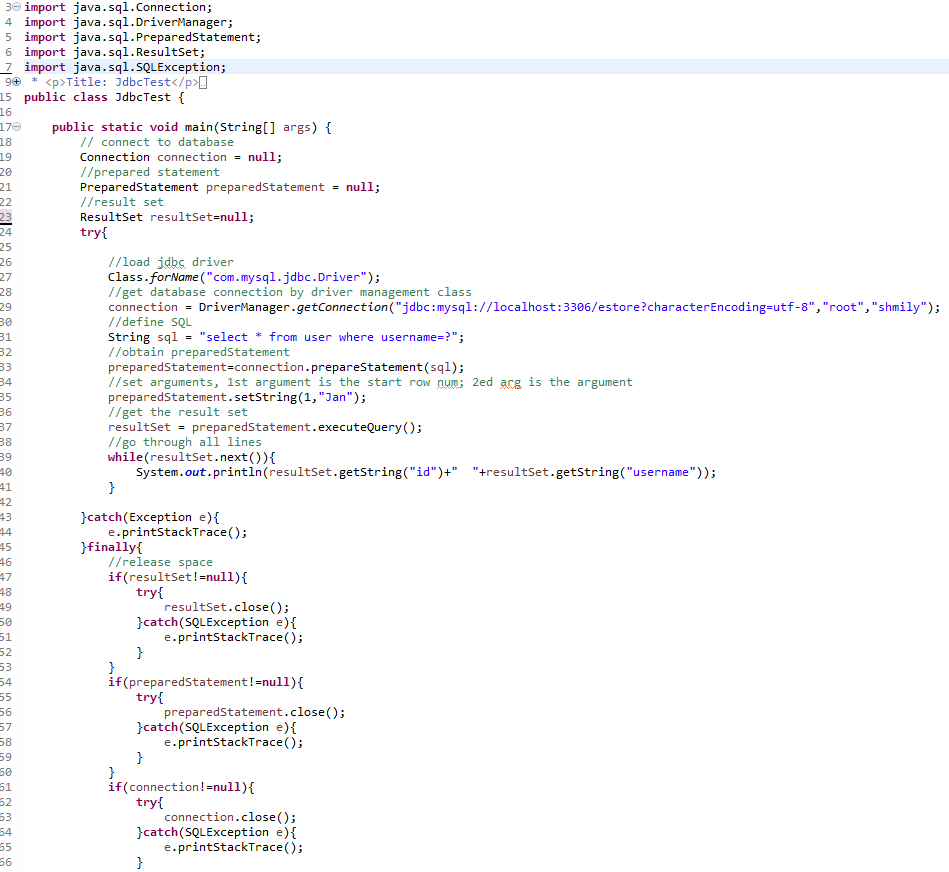 3 import java.sql.Connection;
4 import java.sql.DriverManager;
5 import java.sql.PreparedStatement;
6 import java.sql.ResultSet;
7 import java.sql.SQLException;
9 * <p>Title: JdbcTest</p>
15 public class JdbcTest {
16
17     public static void main(String[] args) {
18         // connect to database
19         Connection connection = null;
20         //prepared statement
21         PreparedStatement preparedStatement = null;
22         //result set
23         ResultSet resultSet=null;
24         try{
25
26             //load jdbc driver
27             Class.forName("com.mysql.jdbc.Driver");
28             //get database connection by driver management class
29             connection = DriverManager.getConnection("jdbc:mysql://localhost:3306/estore?characterEncoding=utf-8","root","shmily");
30             //define SQL
31             String sql = "select * from user where username=?";
32             //obtain preparedStatement
33             preparedStatement=connection.prepareStatement(sql);
34             //set arguments, 1st argument is the start row num; 2ed arg is the argument
35             preparedStatement.setString(1,"Jan");
36             //get the result set
37             resultSet = preparedStatement.executeQuery();
38             //go through all lines
39             while(resultSet.next()){
40                 System.out.println(resultSet.getString("id")+"  "+resultSet.getString("username"));
41             }
42
43         }catch(Exception e){
44             e.printStackTrace();
45         }finally{
46             //release space
47             if(resultSet!=null){
48                 try{
49                     resultSet.close();
50                 }catch(SQLException e){
51                     e.printStackTrace();
52                 }
53             }
54             if(preparedStatement!=null){
55                 try{
56                     preparedStatement.close();
57                 }catch(SQLException e){
58                     e.printStackTrace();
59                 }
60             }
61             if(connection!=null){
62                 try{
63                     connection.close();
64                 }catch(SQLException e){
65                     e.printStackTrace();
66                 }